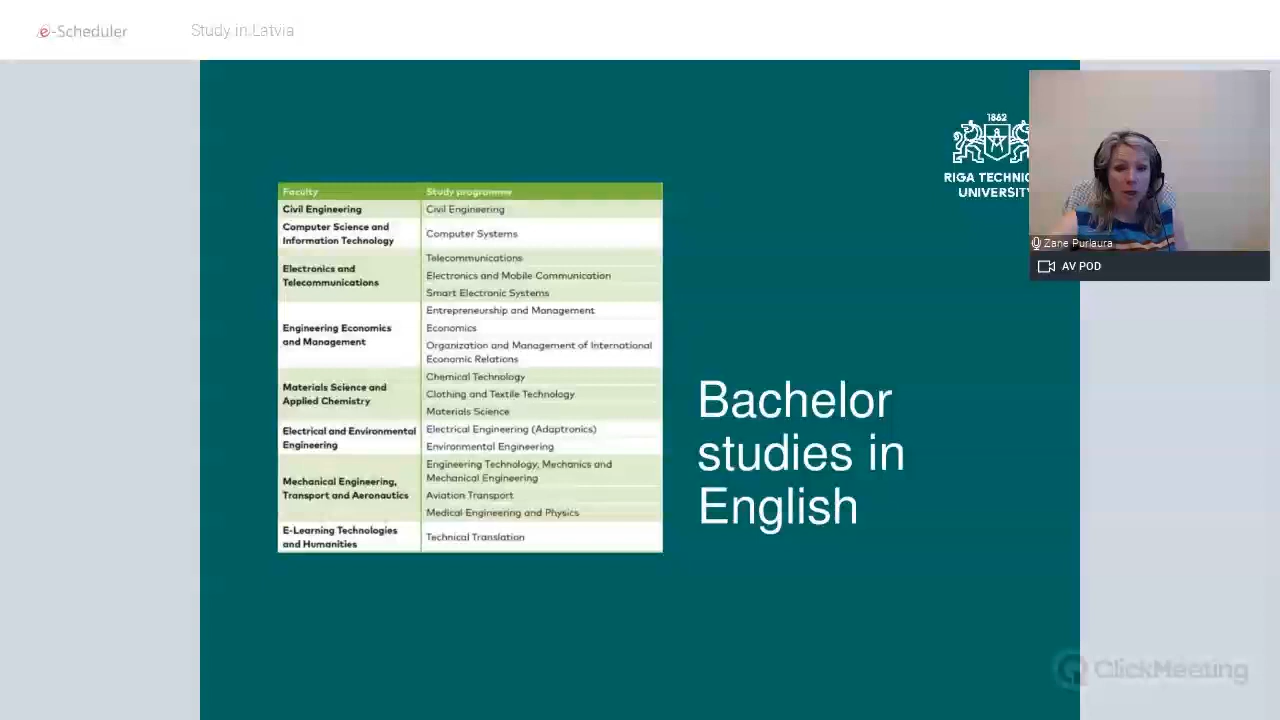 e-Scheduler
Study in Latvia
1862
RIGA TECHNIC
UNIVERSITY
Zane Purlaura
AV POD
Faculty Study programme
Civil Engineering Civil Engineering
Computer Science and
Information Technology
Computer Systems
Electronics and
Telecommunications
Telecommunications
Electronics and Mobile Communication
Smart Electronic Systems
Engineering Economics
and Management
Entrepreneurship and Management
Economics
Organization and Management of International
Economic Relations
Materials Science and
Applied Chemistry
Chemical Technology
Clothing and Textile Technology
Materials Science
Electrical and Environmental
Engineering
Electrical Engineering (Adaptronics)
Environmental Engineering
Mechanical Engineering,
Transport and Aeronautics
Engineering Technology, Mechanics and
Mechanical Engineering
Aviation Transport
Medical Engineering and Physics
E-Learning Technologies
and Humanities
Technical Translation
Bachelor
studies in
English
ClickMeeting